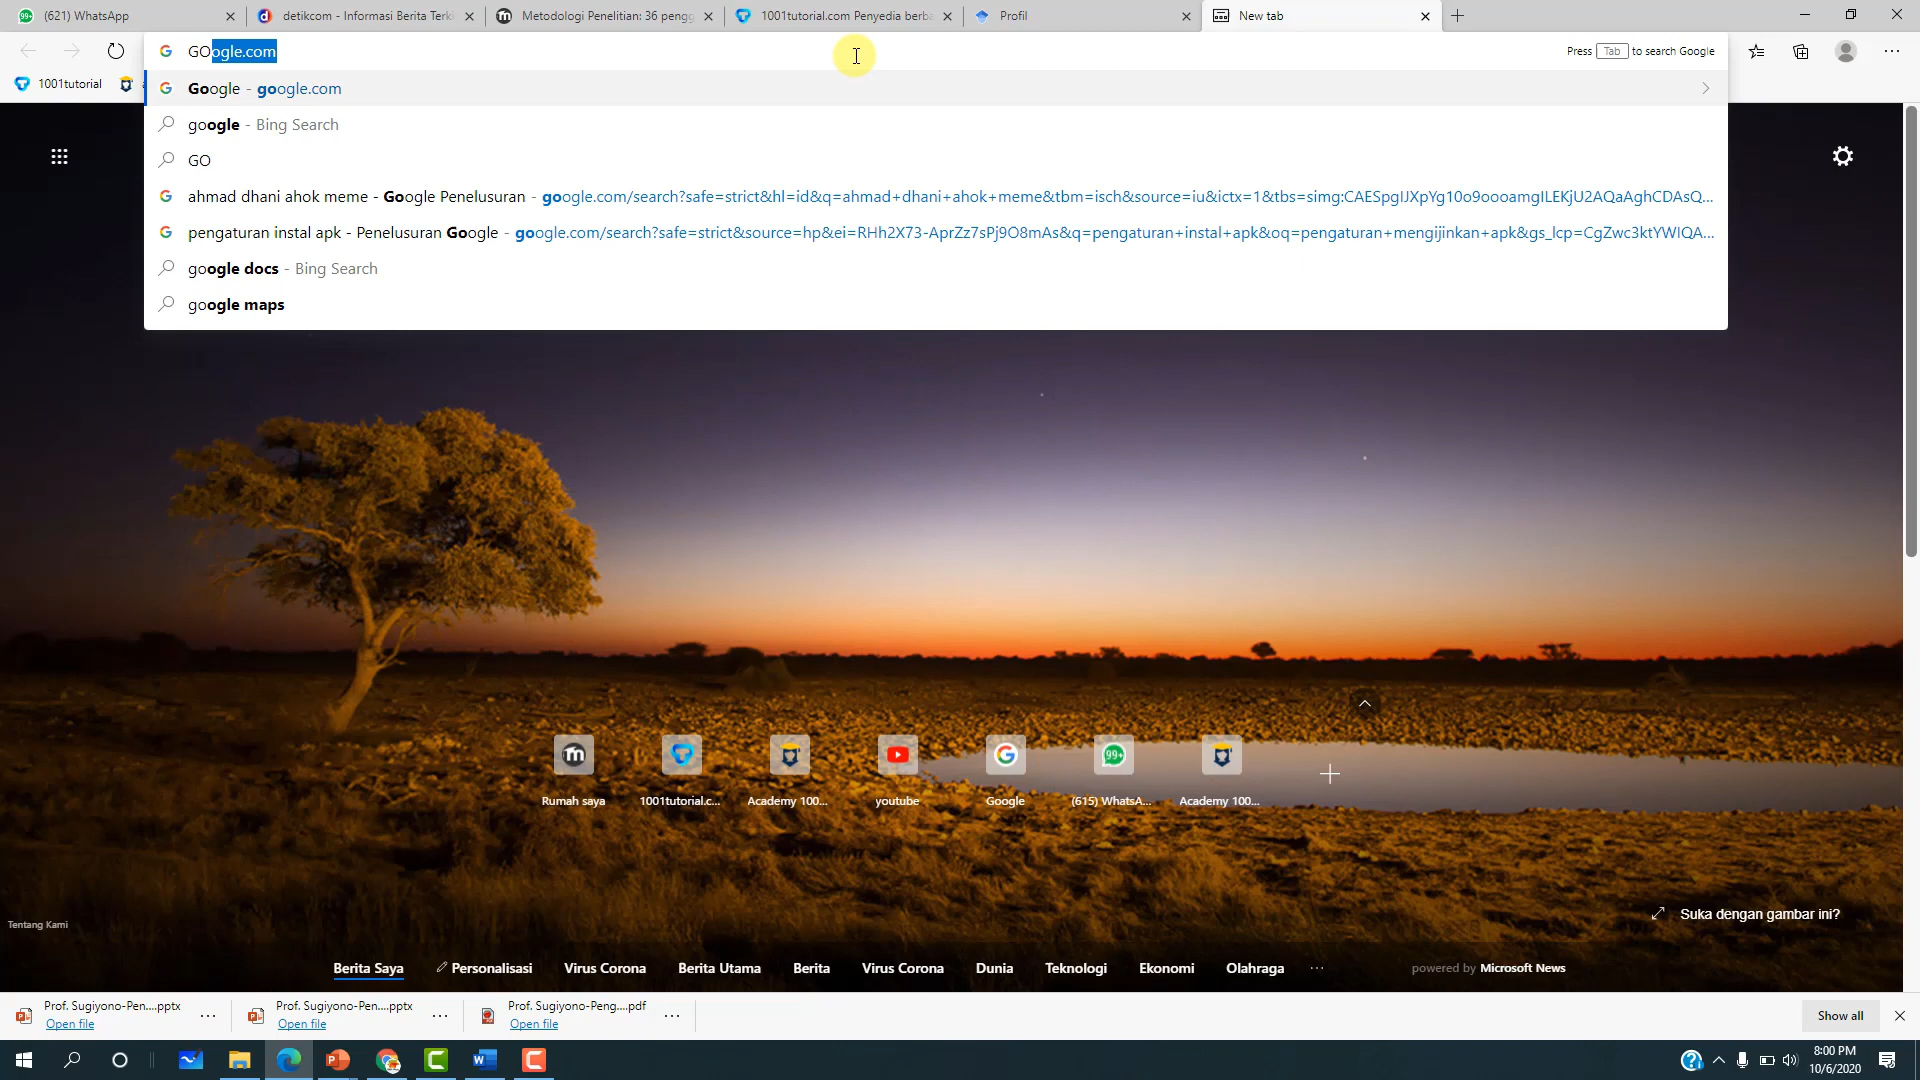 (621) WhatsApp
detikcom - Informasi Berita Terki
Metodologi Penelitian: 36 pengg
1001tutorial.com Penyedia berba
Profil
New tab
GOogle.com
Press Tab to search Google
1001tutorial
Google - google.com
google - Bing Search
GO
ahmad dhani ahok meme - Google Penelusuran - google.com/search?safe=strict&hl=id&q=ahmad+dhani+ahok+meme&tbm=isch&source=iu&ictx=1&tbs=simg:CAESpgIJXpYg10o9oooamgILEKjU2AQaAghCDAsQ...
pengaturan instal apk - Penelusuran Google - google.com/search?safe=strict&source=hp&ei=RHh2X73-AprZz7sPj9O8mAs&q=pengaturan+instal+apk&oq=pengaturan+mengijinkan+apk&gs_lcp=CgZwc3ktYWIQA...
google docs - Bing Search
google maps
99+
Rumah saya
1001tutorial.c...
Academy 100...
youtube
Google
(615) WhatsA...
Academy 100...
Tentang Kami
Suka dengan gambar ini?
Berita Saya
Personalisasi
Virus Corona
Berita Utama
Berita
Virus Corona
Dunia
Teknologi
Ekonomi
Olahraga
powered by Microsoft News
Prof. Sugiyono-Pen....pptx
Open file
Prof. Sugiyono-Pen....pptx
Open file
Prof. Sugiyono-Peng....pdf
Open file
Show all
8:00 PM
10/6/2020